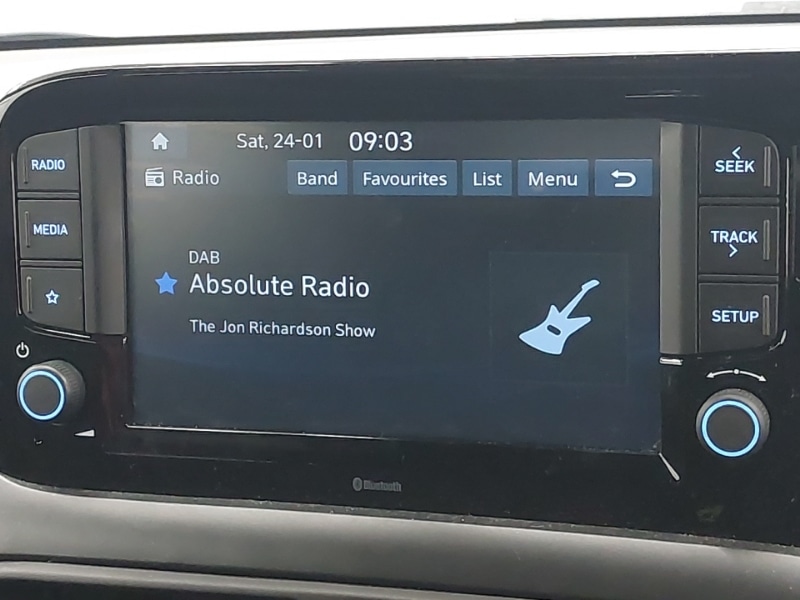 Sat, 24-01 09:03
Radio Band Favourites List Menu
DAB
Absolute Radio
The Jon Richardson Show
RADIO
MEDIA
< SEEK
TRACK >
SETUP
Bluetooth